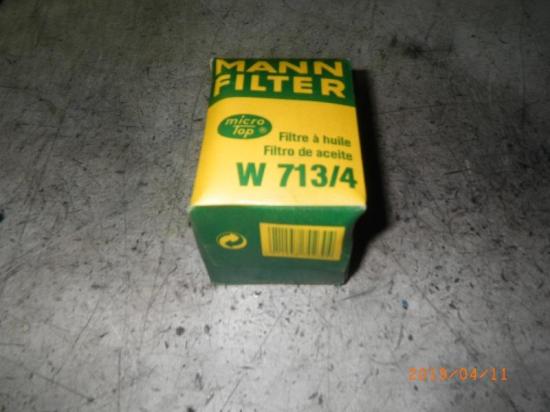 MANN
FILTER
micro
Top®
Filtre à huile
Filtro de aceite
W 713/4
2013/04/11